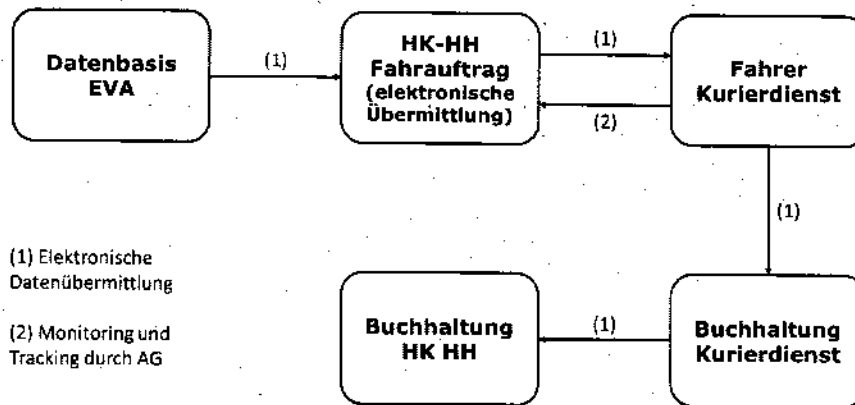 Datenbasis
EVA
(1)
HK-HH
Fahrauftrag
(elektronische
Übermittlung)
(1)
(2)
Fahrer
Kurierdienst
(1)
(1) Elektronische
Datenübermittlung
(2) Monitoring und
Tracking durch AG
Buchhaltung
HK HH
(1)
Buchhaltung
Kurierdienst